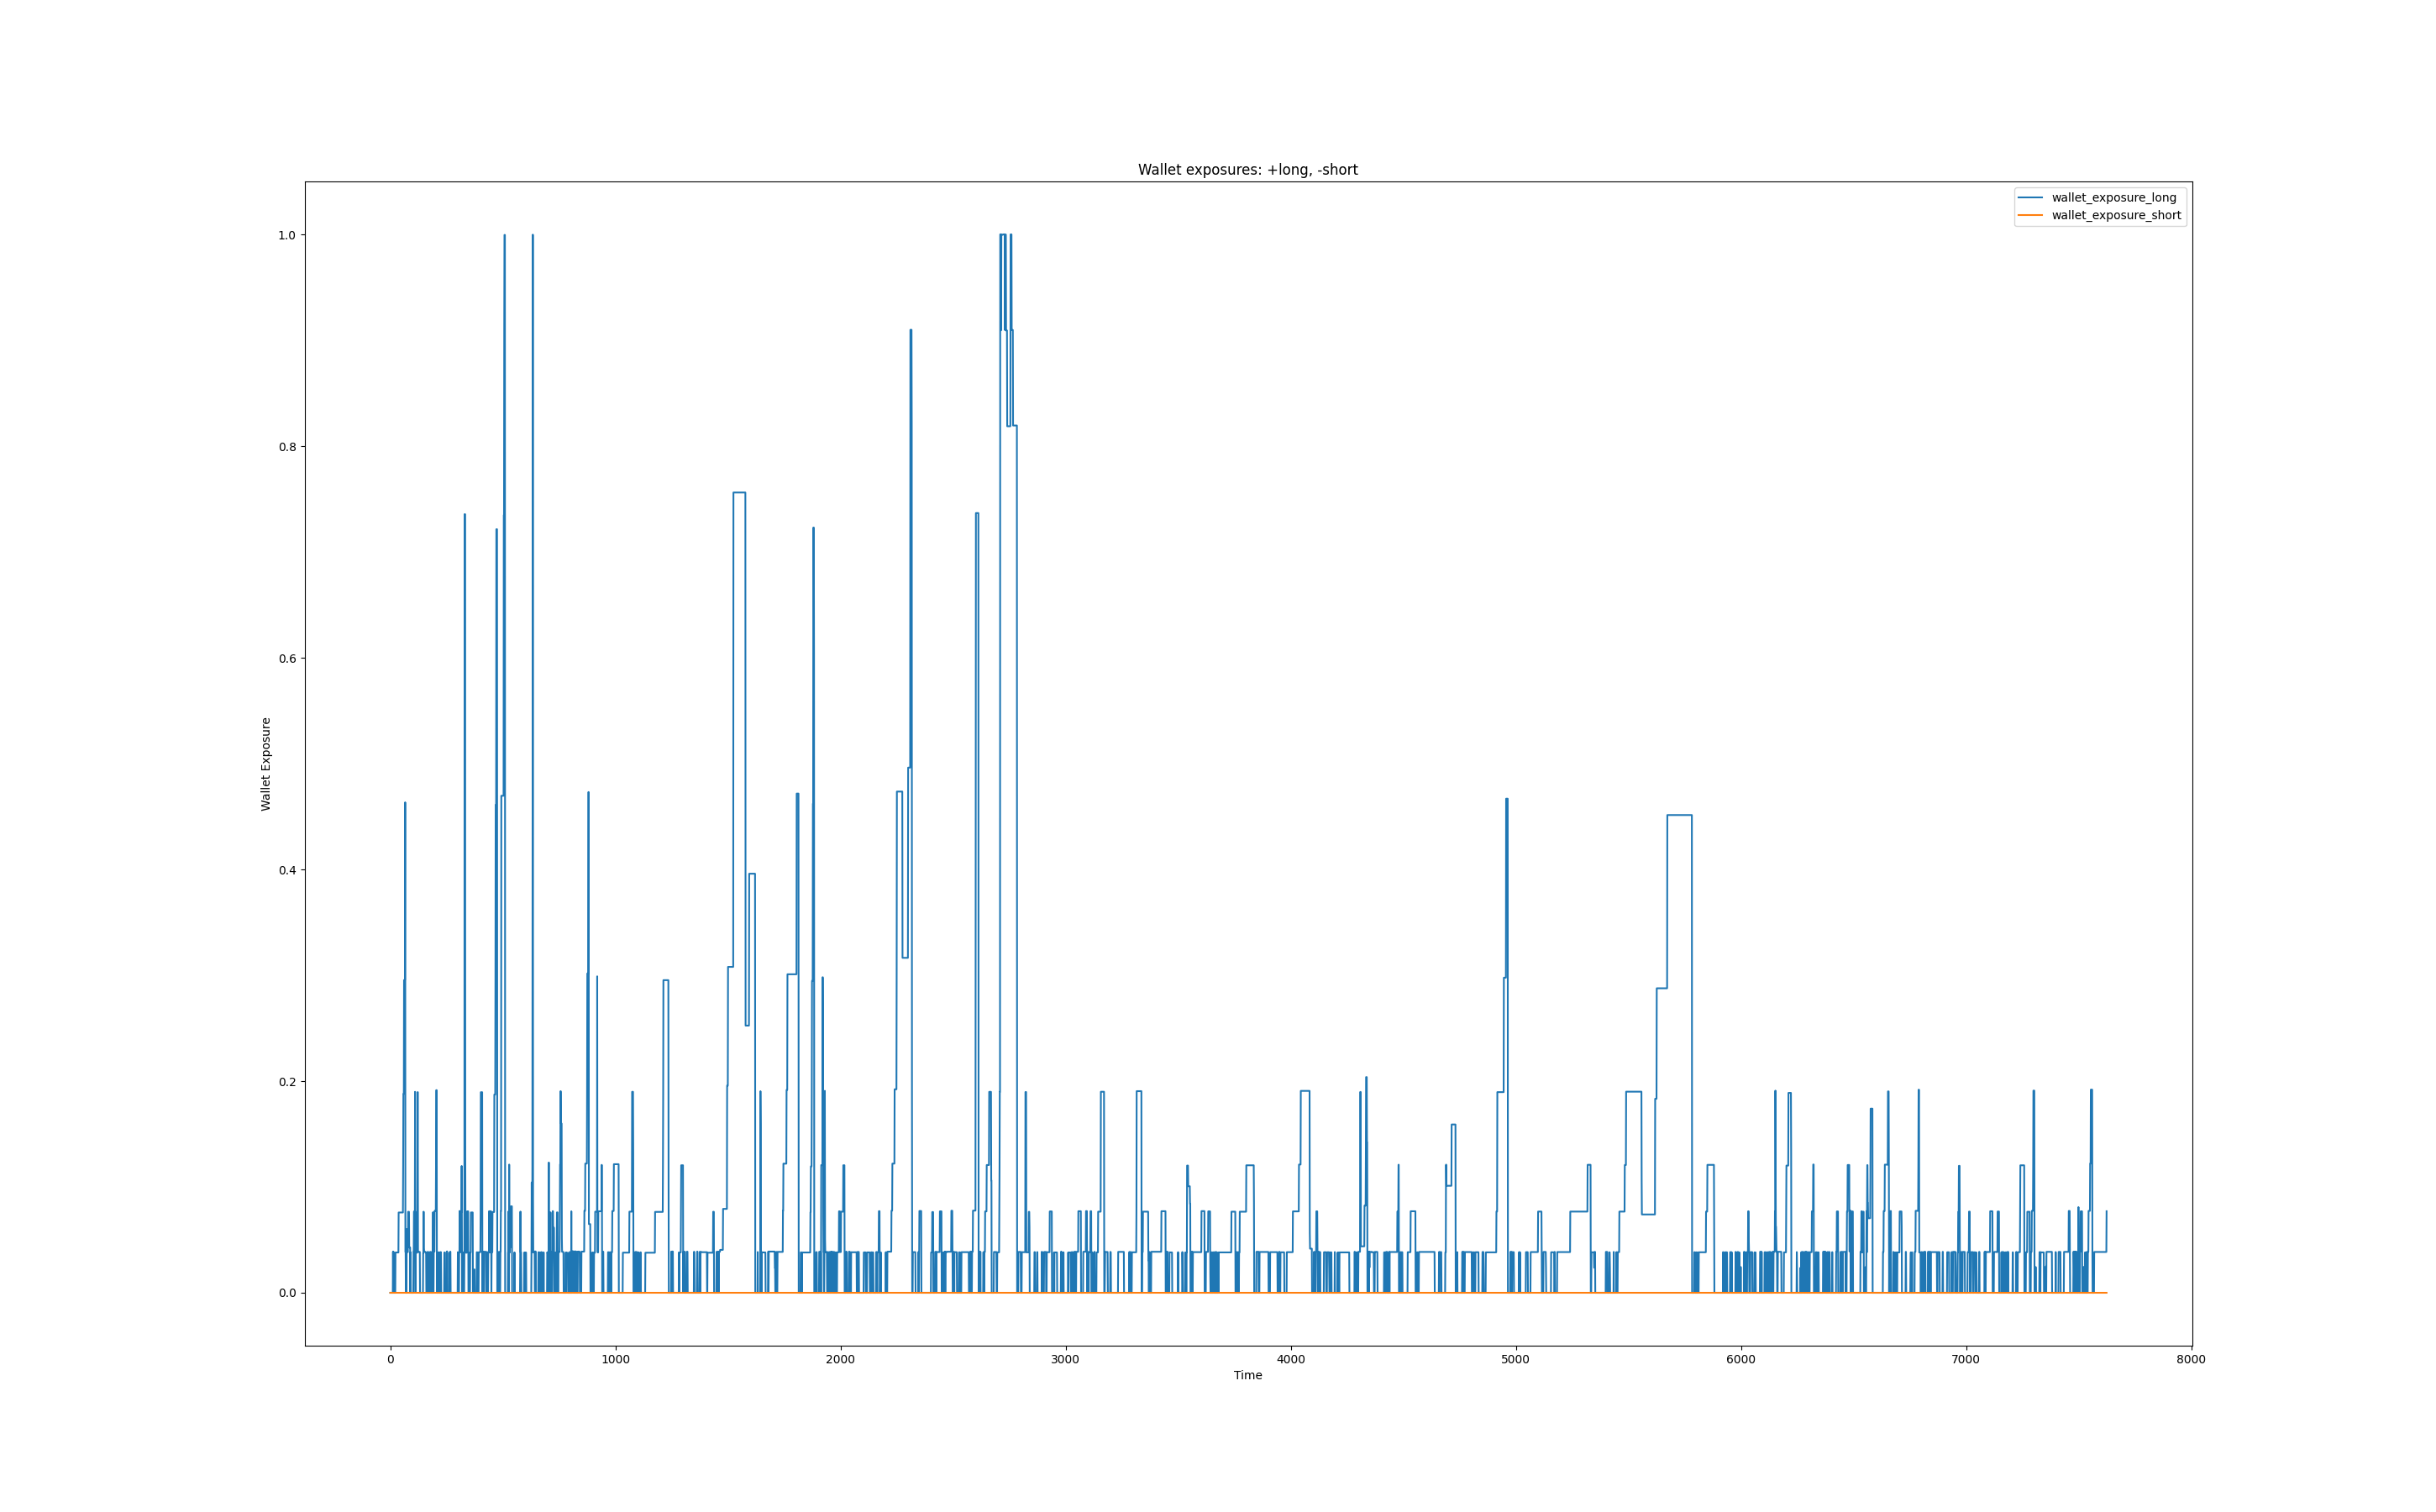 Wallet exposures: +long, -short
wallet_exposure_long
wallet_exposure_short
1.0
0.8
0.6
0.4
0.2
0.0
Wallet Exposure
0 1000 2000 3000 4000 5000 6000 7000 8000
Time